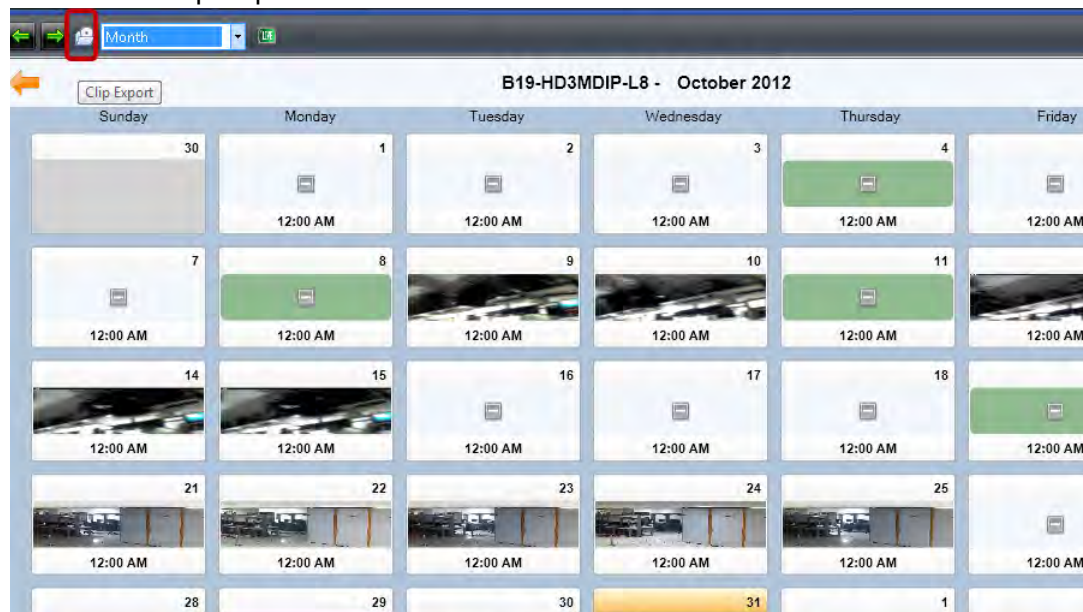 Month
Clip Export
B19-HD3MDIP-L8 - October 2012
Sunday Monday Tuesday Wednesday Thursday Friday
30 1 2 3 4
12:00 AM 12:00 AM 12:00 AM 12:00 AM 12:00 AM
7 8 9 10 11
12:00 AM 12:00 AM 12:00 AM 12:00 AM 12:00 AM 12:00 AM
14 15 16 17 18
12:00 AM 12:00 AM 12:00 AM 12:00 AM 12:00 AM 12:00 AM
21 22 23 24 25
12:00 AM 12:00 AM 12:00 AM 12:00 AM 12:00 AM 12:00 AM
28 29 30 31 1